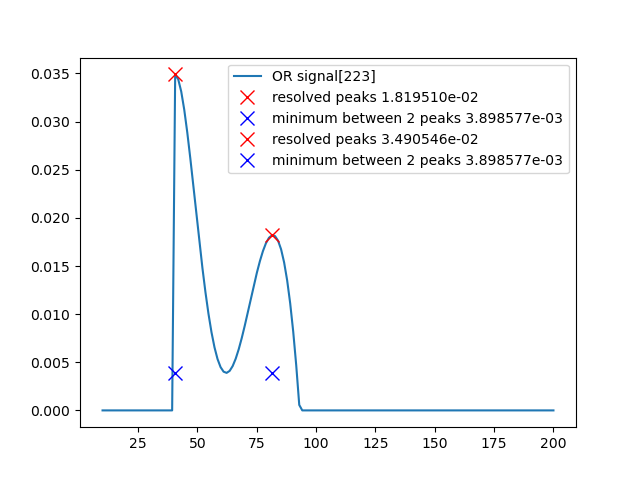 OR signal[223]
resolved peaks 1.819510e-02
minimum between 2 peaks 3.898577e-03
resolved peaks 3.490546e-02
minimum between 2 peaks 3.898577e-03
0.035
0.030
0.025
0.020
0.015
0.010
0.005
0.000
25 50 75 100 125 150 175 200